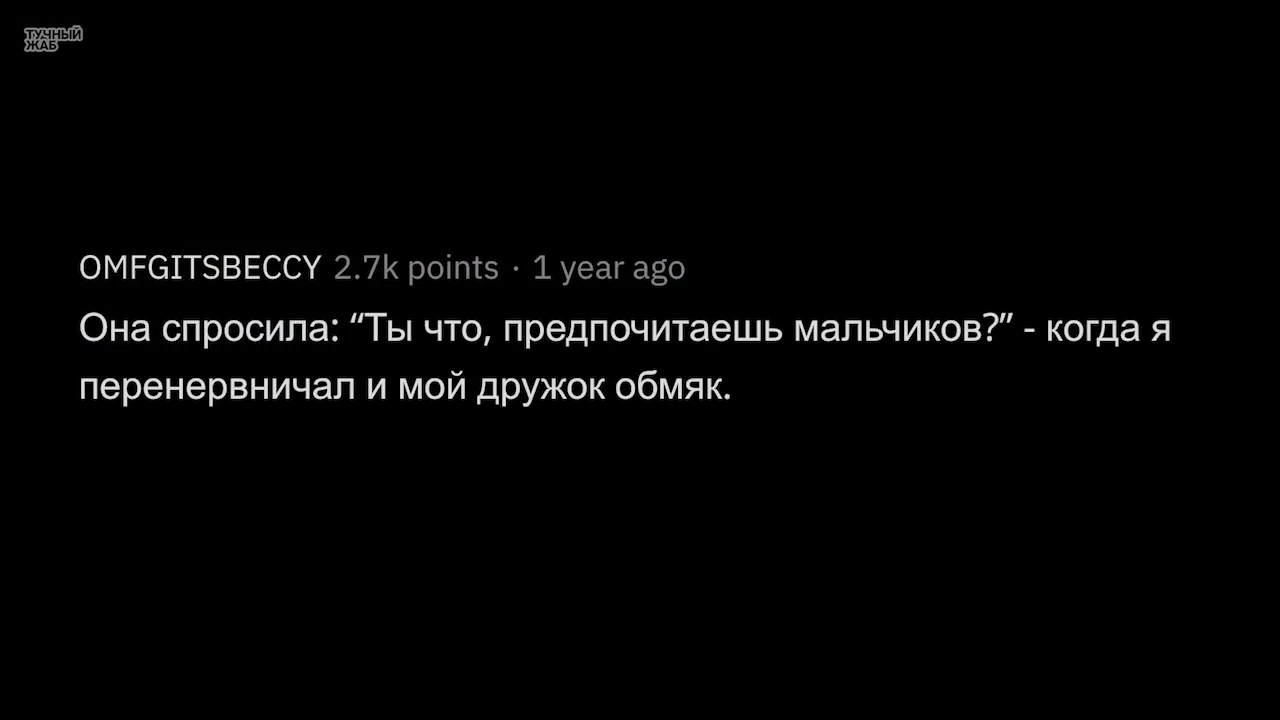 ТУЧНЫЙ
ЖАБ
OMFGITSBECCY 2.7k points · 1 year ago
Она спросила: “Ты что, предпочитаешь мальчиков?” - когда я
перенервничал и мой дружок обмяк.